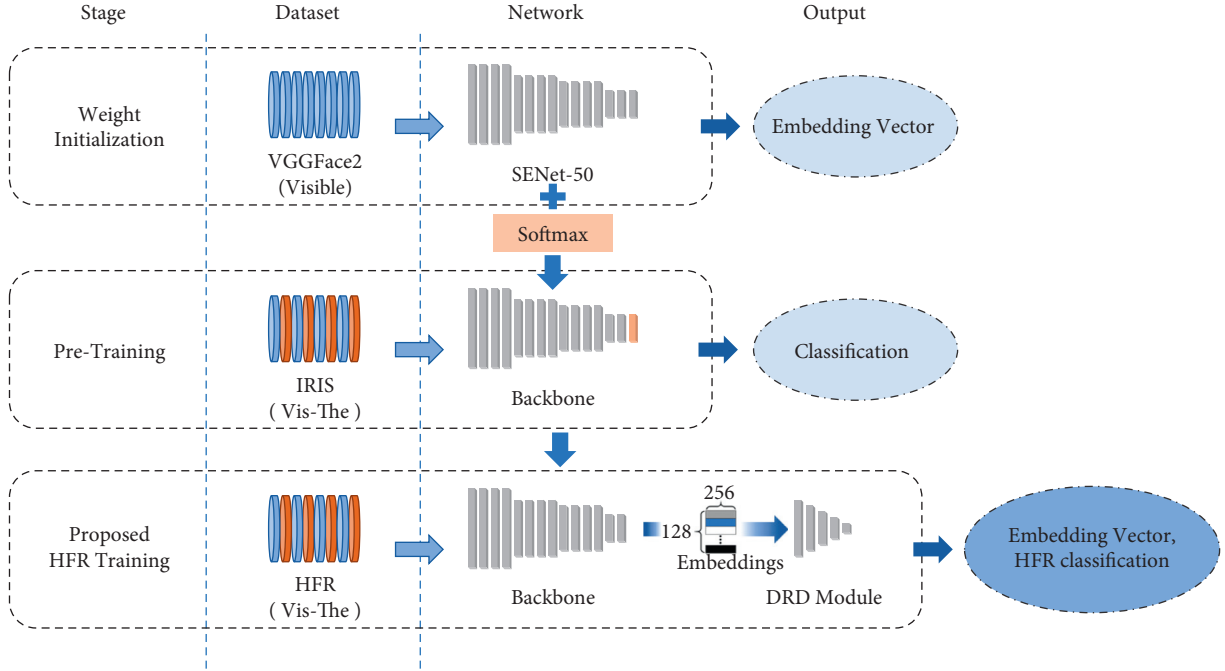 Stage
Dataset
Network
Output
Weight
Initialization
VGGFace2
(Visible)
SENet-50
Embedding Vector
Softmax
Pre-Training
IRIS
( Vis-The )
Backbone
Classification
Proposed
HFR Training
HFR
( Vis-The )
Backbone
256
128
Embeddings
DRD Module
Embedding Vector,
HFR classification